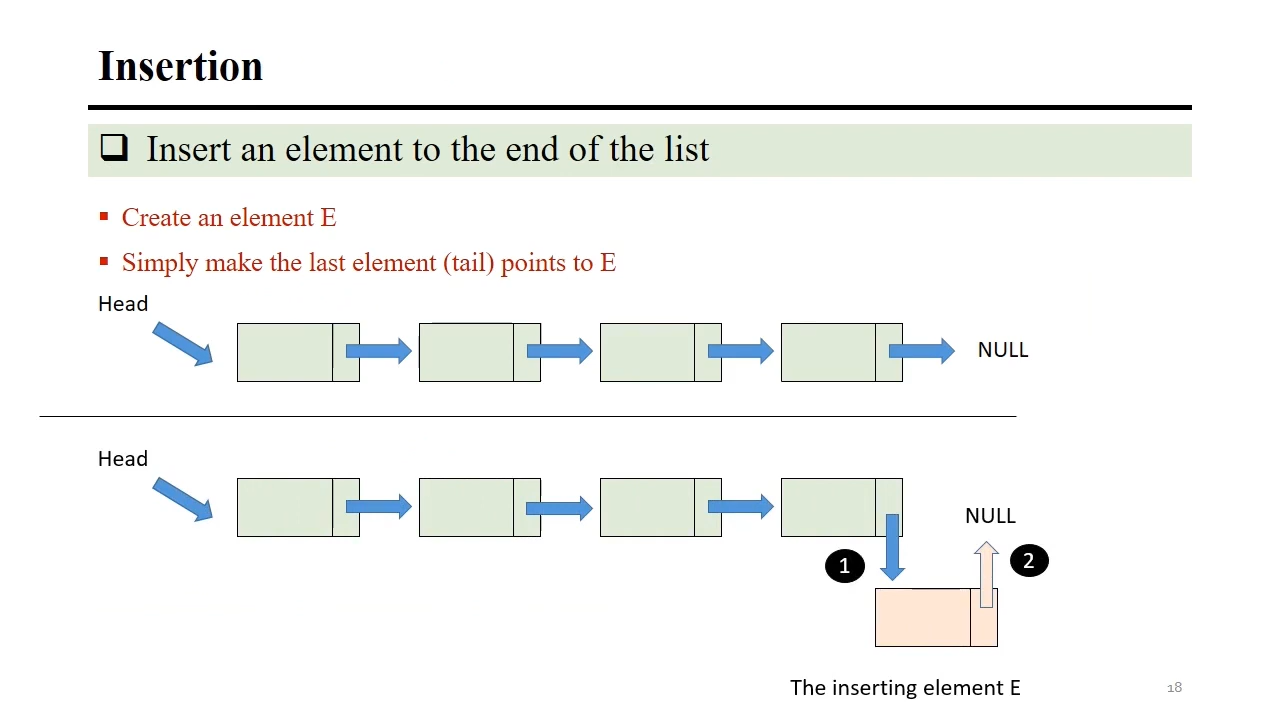 Insertion
❑ Insert an element to the end of the list
▪ Create an element E
▪ Simply make the last element (tail) points to E
Head
NULL
Head
NULL
1
2
The inserting element E
18